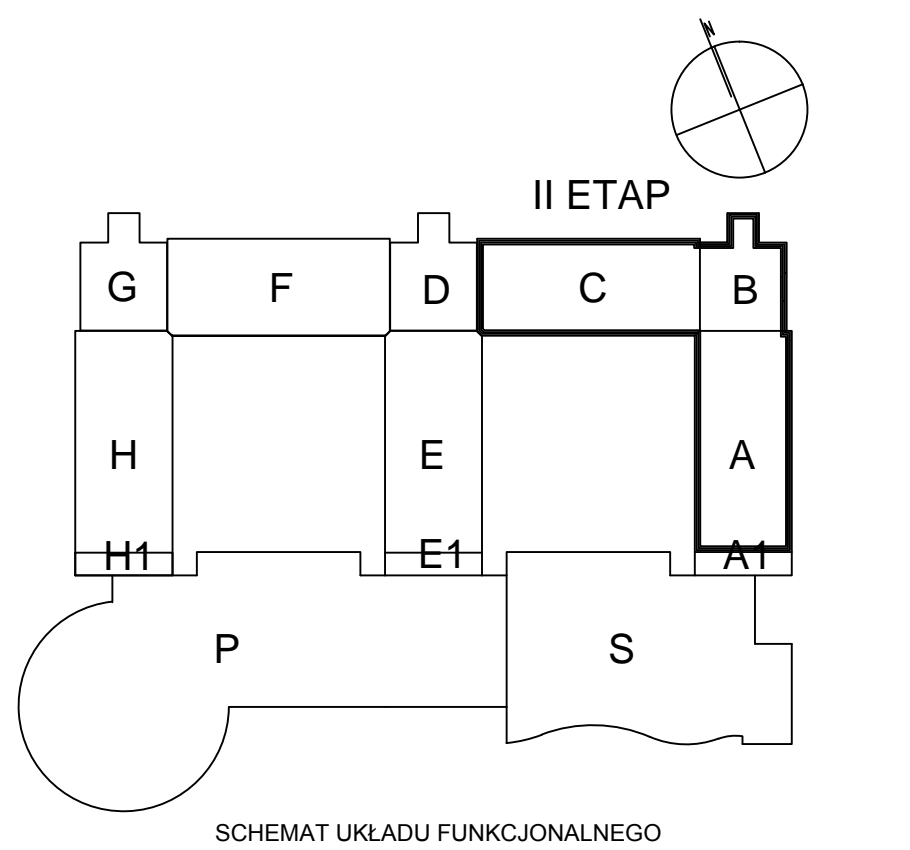 N
II ETAP
G F D C B
H E A
H1 E1 A1
P S
SCHEMAT UKŁADU FUNKCJONALNEGO